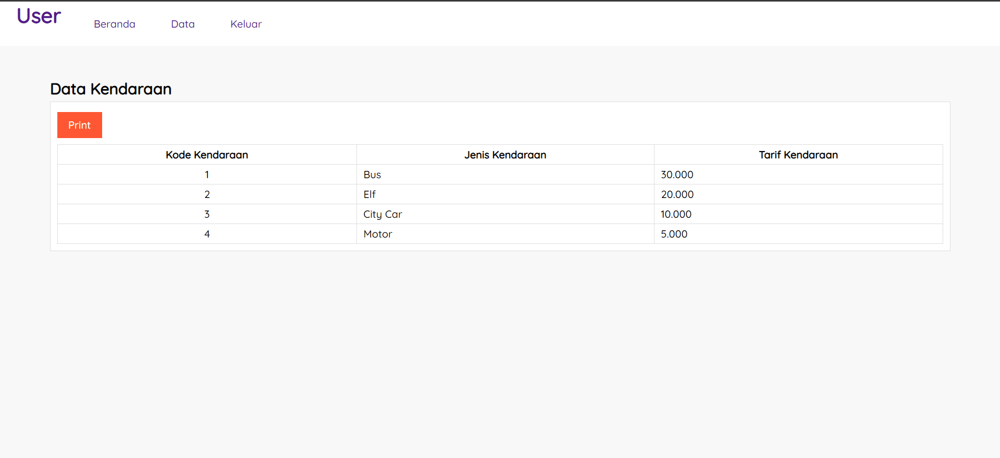 User
Beranda Data Keluar
Data Kendaraan
Print
Kode Kendaraan Jenis Kendaraan Tarif Kendaraan
1 Bus 30.000
2 Elf 20.000
3 City Car 10.000
4 Motor 5.000